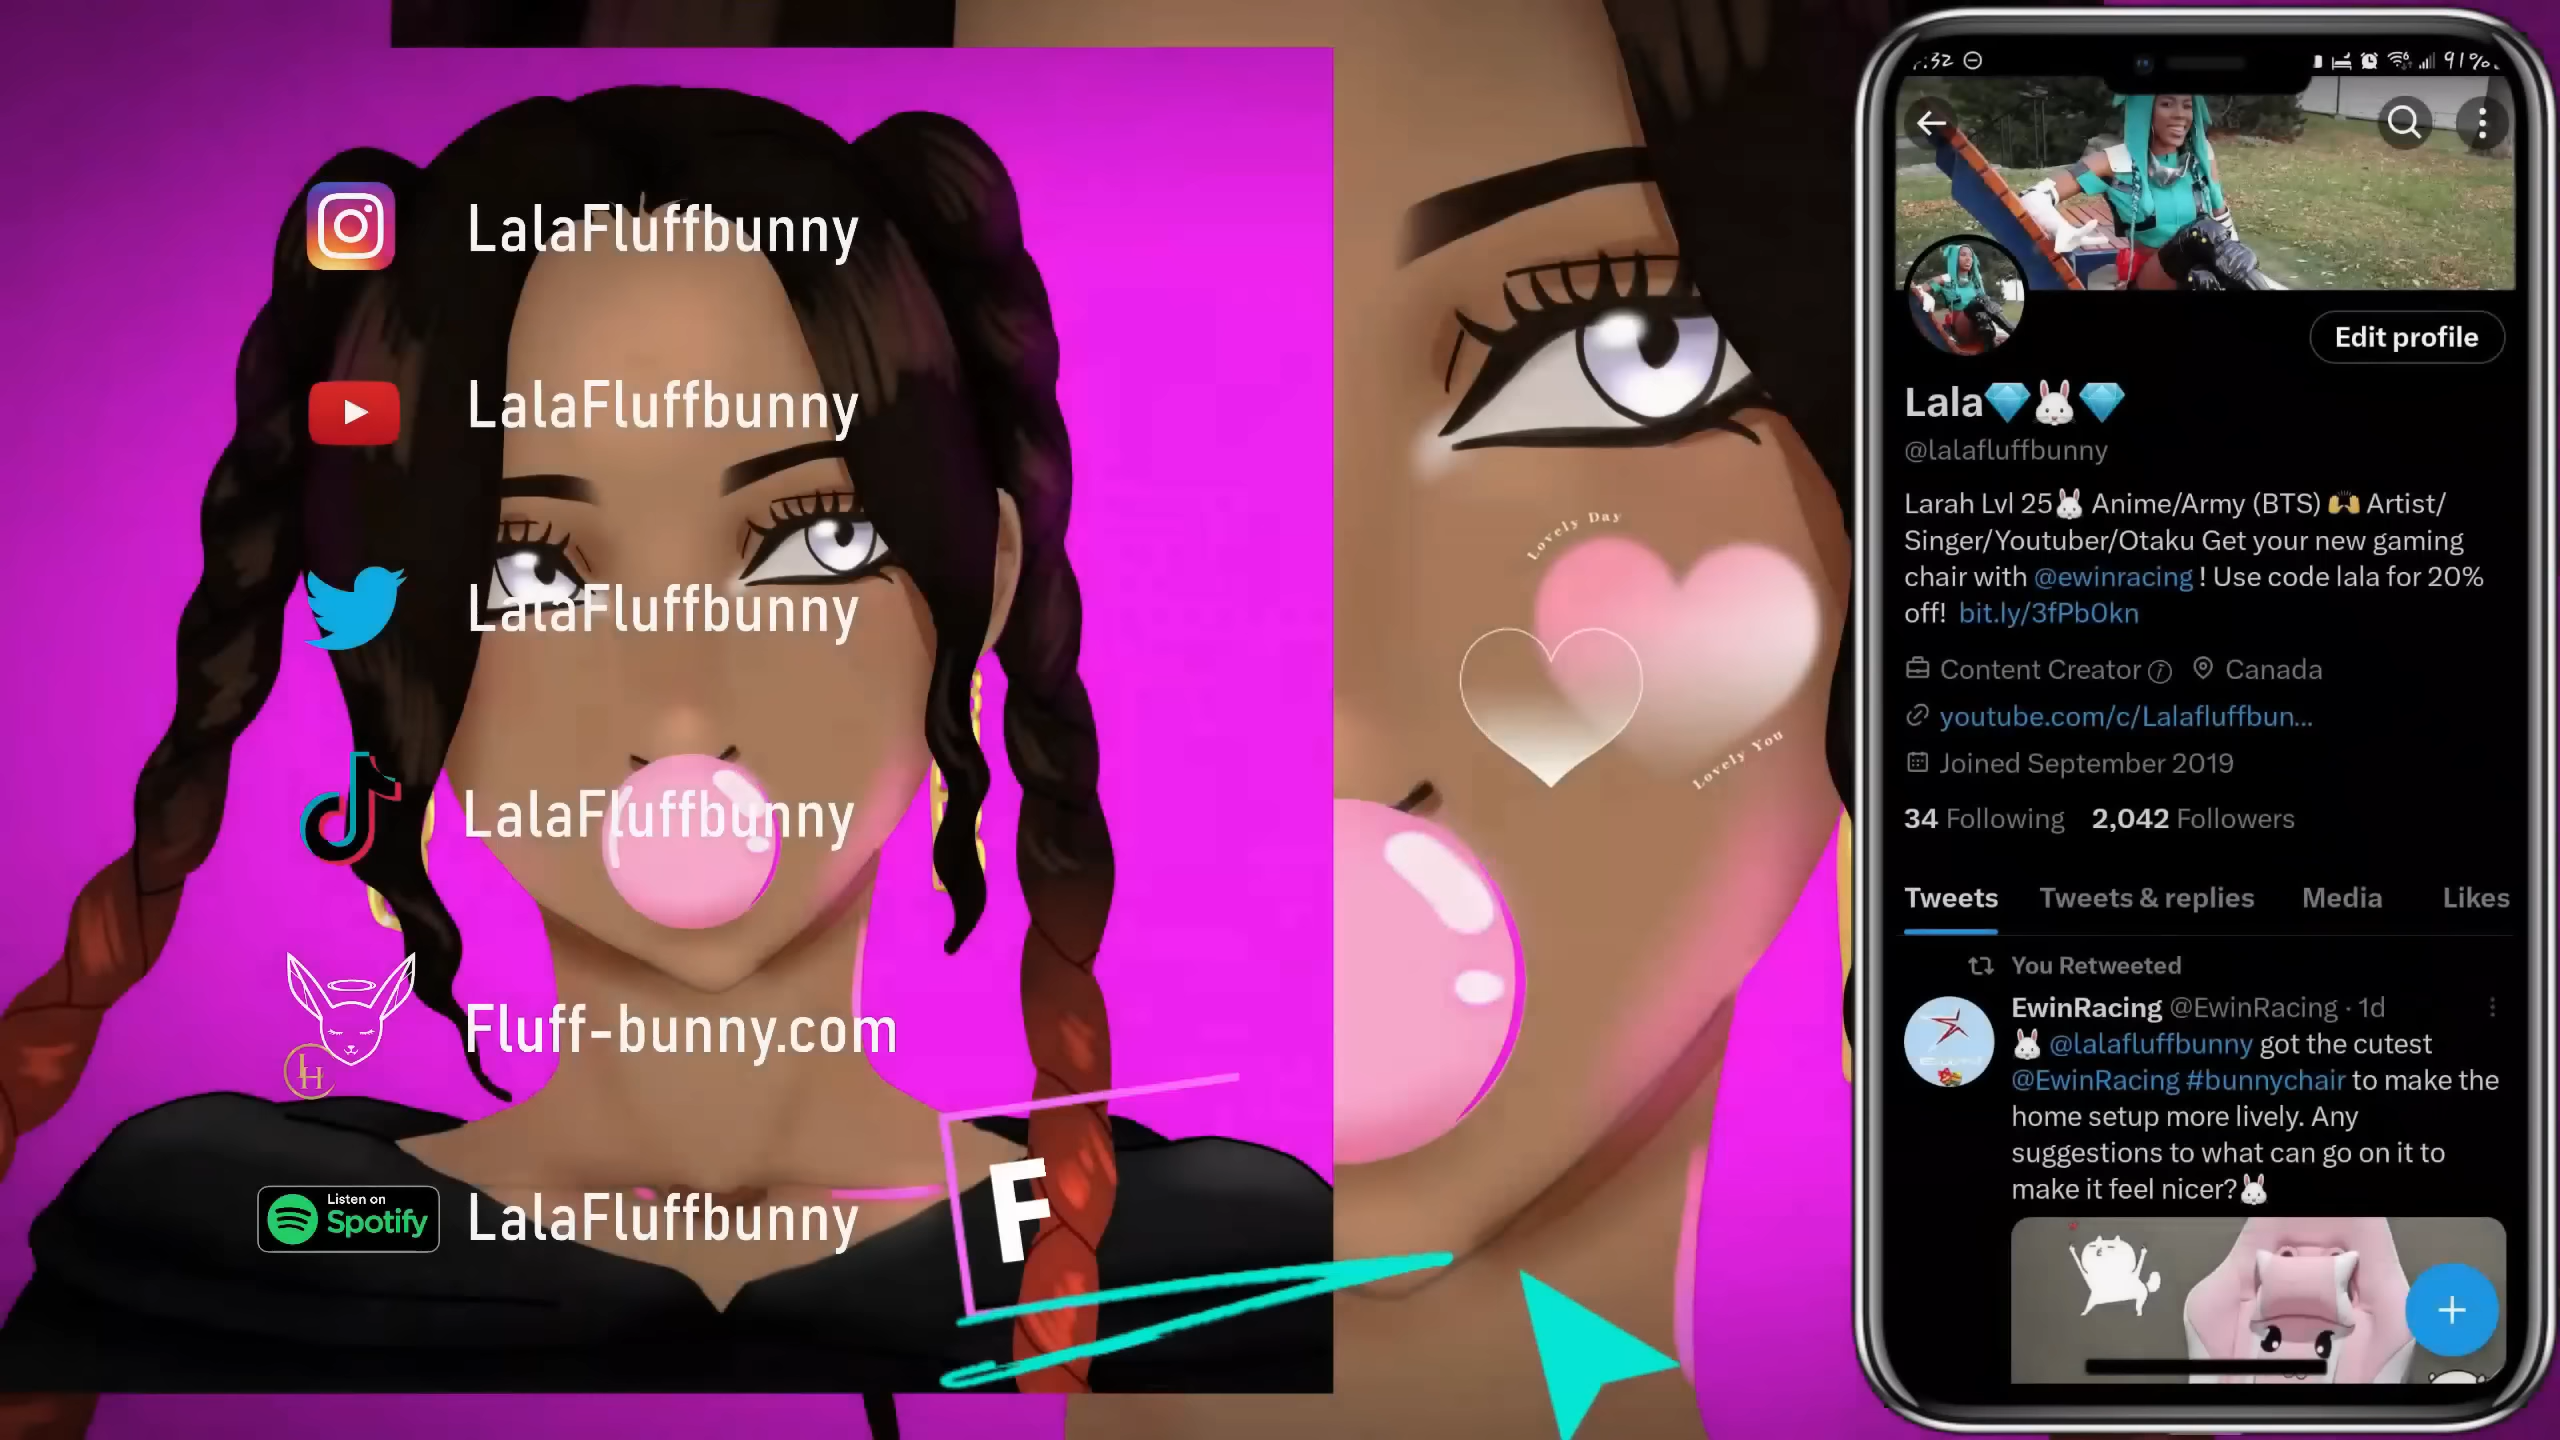 LalaFluffbunny
LalaFluffbunny
LalaFluffbunny
LalaFluffbunny
Fluff-bunny.com
LH
Listen on
Spotify
LalaFluffbunny
F
Lovely Day
Lovely You
:32
91%
Edit profile
Lala💎🐰💎
@lalafluffbunny
Larah Lvl 25🐰 Anime/Army (BTS) 🙌 Artist/
Singer/Youtuber/Otaku Get your new gaming
chair with @ewinracing ! Use code lala for 20%
off! bit.ly/3fPb0kn
Content Creator Canada
youtube.com/c/Lalafluffbun...
Joined September 2019
34 Following 2,042 Followers
Tweets Tweets & replies Media Likes
You Retweeted
EwinRacing @EwinRacing · 1d
🐰 @lalafluffbunny got the cutest
@EwinRacing #bunnychair to make the
home setup more lively. Any
suggestions to what can go on it to
make it feel nicer?🐰